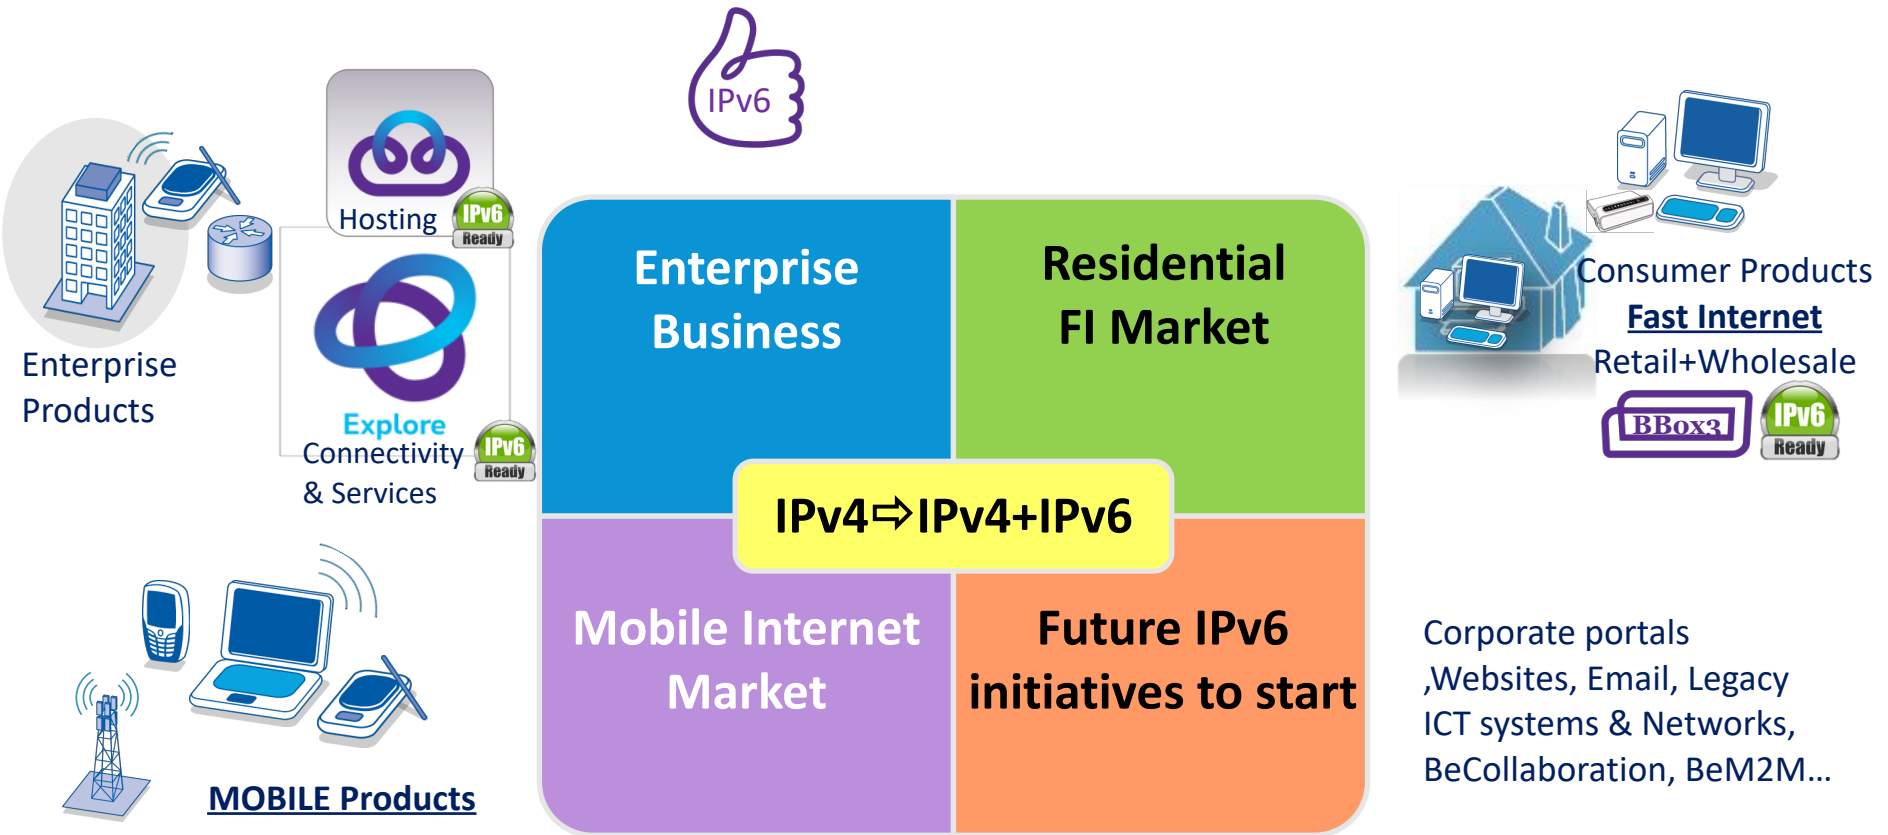 IPv6
Hosting
IPv6
Ready
Enterprise
Products
Explore
Connectivity
& Services
IPv6
Ready
Enterprise
Business
Residential
FI Market
IPv4⇨IPv4+IPv6
Mobile Internet
Market
Future IPv6
initiatives to start
Consumer Products
Fast Internet
Retail+Wholesale
BBox3
IPv6
Ready
MOBILE Products
Corporate portals
,Websites, Email, Legacy
ICT systems & Networks,
BeCollaboration, BeM2M...